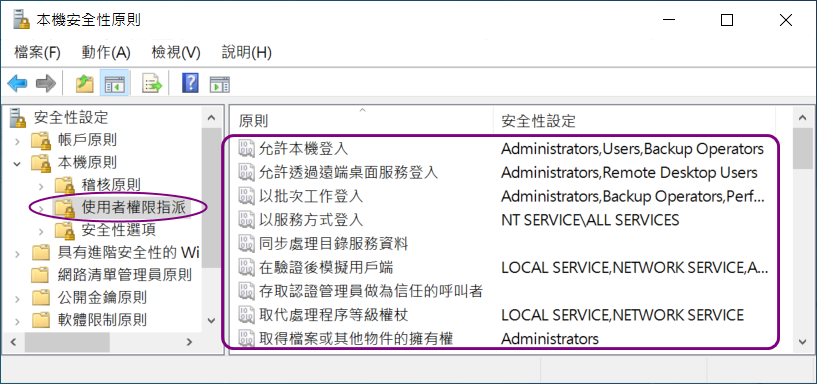 本機安全性原則
檔案(F) 動作(A) 檢視(V) 說明(H)
安全性設定
帳戶原則
本機原則
稽核原則
使用者權限指派
安全性選項
具有進階安全性的 Wi
網路清單管理員原則
公開金鑰原則
軟體限制原則
原則 安全性設定
允許本機登入 Administrators,Users,Backup Operators
允許透過遠端桌面服務登入 Administrators,Remote Desktop Users
以批次工作登入 Administrators,Backup Operators,Perf...
以服務方式登入 NT SERVICE\ALL SERVICES
同步處理目錄服務資料
在驗證後模擬用戶端 LOCAL SERVICE,NETWORK SERVICE,A...
存取認證管理員做為信任的呼叫者
取代處理程序等級權杖 LOCAL SERVICE,NETWORK SERVICE
取得檔案或其他物件的擁有權 Administrators